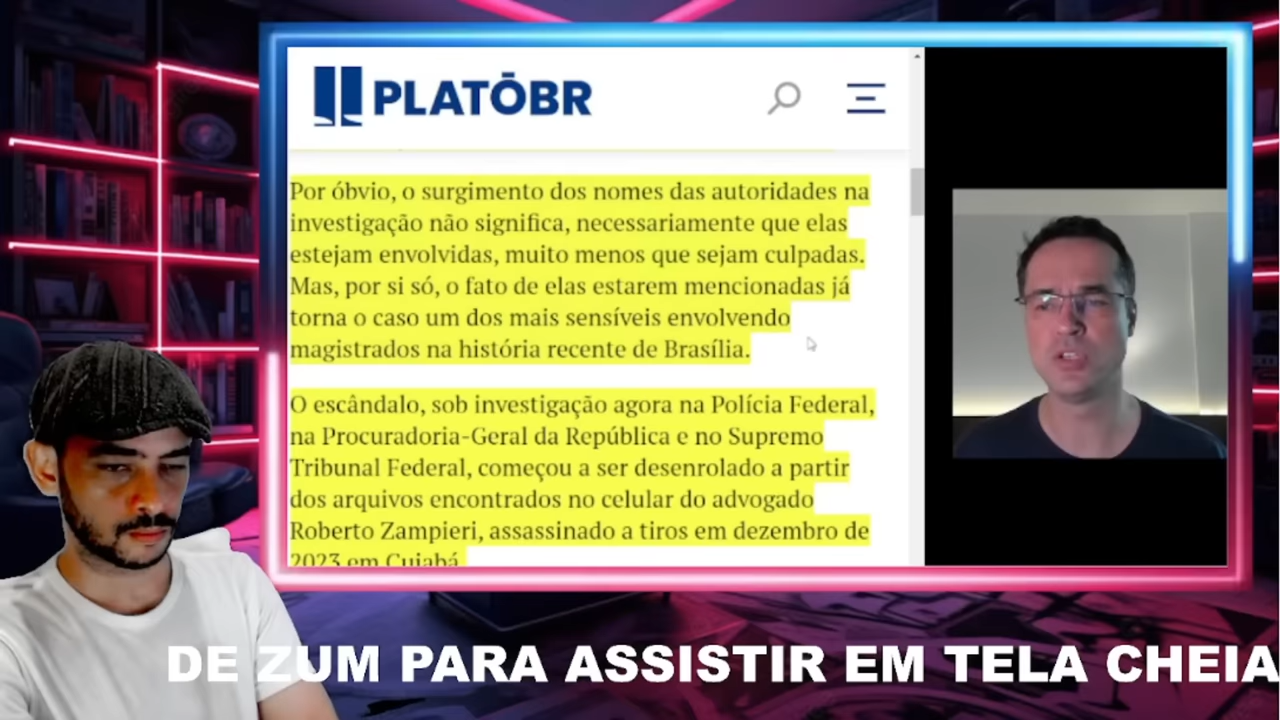 PLATÔBR
Por óbvio, o surgimento dos nomes das autoridades na
investigação não significa, necessariamente que elas
estejam envolvidas, muito menos que sejam culpadas.
Mas, por si só, o fato de elas estarem mencionadas já
torna o caso um dos mais sensíveis envolvendo
magistrados na história recente de Brasília.
O escândalo, sob investigação agora na Polícia Federal,
na Procuradoria-Geral da República e no Supremo
Tribunal Federal, começou a ser desenrolado a partir
dos arquivos encontrados no celular do advogado
Roberto Zampieri, assassinado a tiros em dezembro de
2023 em Cuiabá.
DE ZUM PARA ASSISTIR EM TELA CHEIA